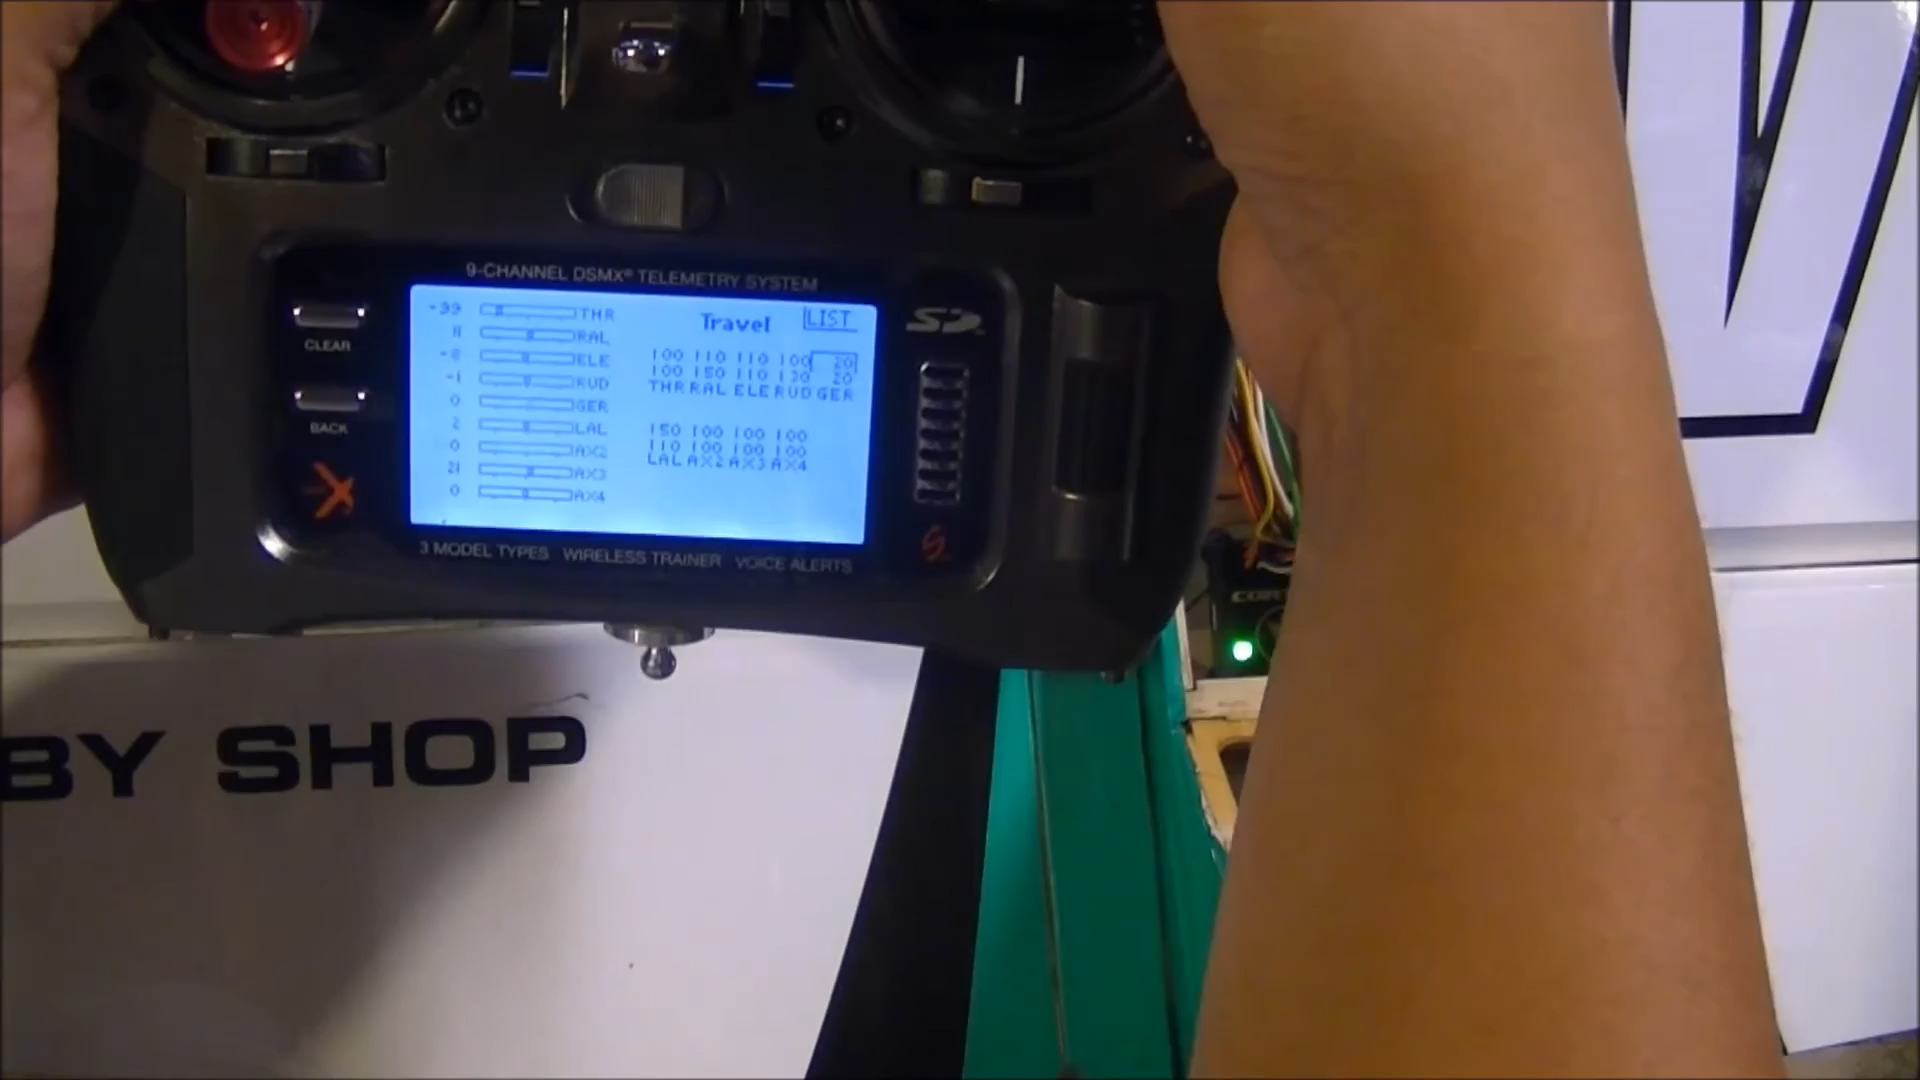 9-CHANNEL DSMX® TELEMETRY SYSTEM
CLEAR
BACK
Travel LIST
-39 THR
11 RAL
-8 ELE
-1 RUD
0 GER
2 LAL
0 AX2
21 AX3
0 AX4
100 110 110 100 20
100 150 110 130 20
THR RAL ELE RUD GER
150 100 100 100
110 100 100 100
LAL AX2 AX3 AX4
SD
3 MODEL TYPES WIRELESS TRAINER VOICE ALERTS
BY SHOP